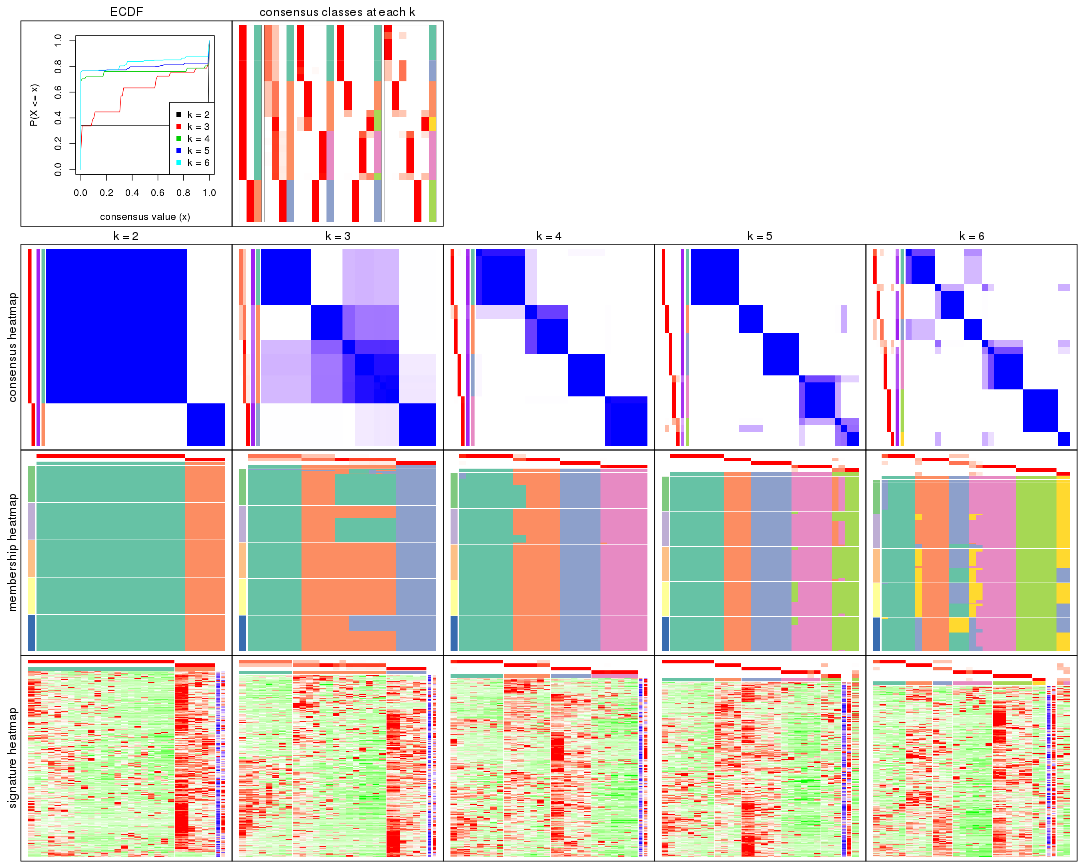 ECDF
consensus classes at each k
P(X <= x)
0.0 0.2 0.4 0.6 0.8 1.0
k = 2
k = 3
k = 4
k = 5
k = 6
0.0 0.2 0.4 0.6 0.8 1.0
consensus value (x)
k = 2 k = 3 k = 4 k = 5 k = 6
consensus heatmap
membership heatmap
signature heatmap